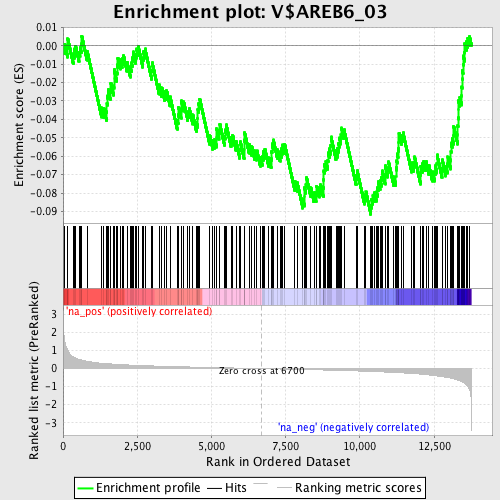 Enrichment plot: V$AREB6_03
Enrichment score (ES)
0.01
0.00
-0.01
-0.02
-0.03
-0.04
-0.05
-0.06
-0.07
-0.08
-0.09
'na_pos' (positively correlated)
Ranked list metric (PreRanked)
3
2
1
0
-1
-2
-3
Zero cross at 6700
'na_neg' (negatively correlated)
0
2,500
5,000
7,500
10,000
12,500
Rank in Ordered Dataset
Enrichment profile
Hits
Ranking metric scores